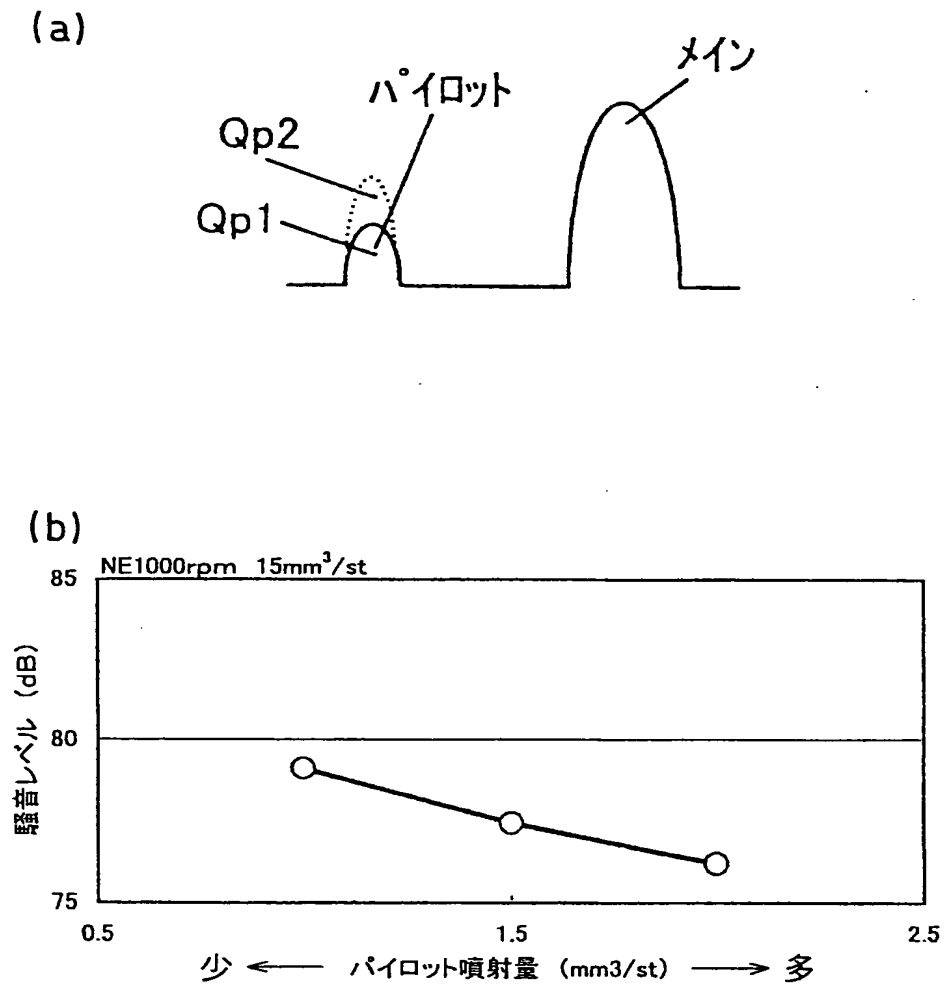 (a)
メイン
パイロット
Qp2
Qp1
(b)
NE1000rpm 15mm³/st
85
80
75
騒音レベル (dB)
0.5 1.5 2.5
少 ← パイロット噴射量 (mm3/st) → 多